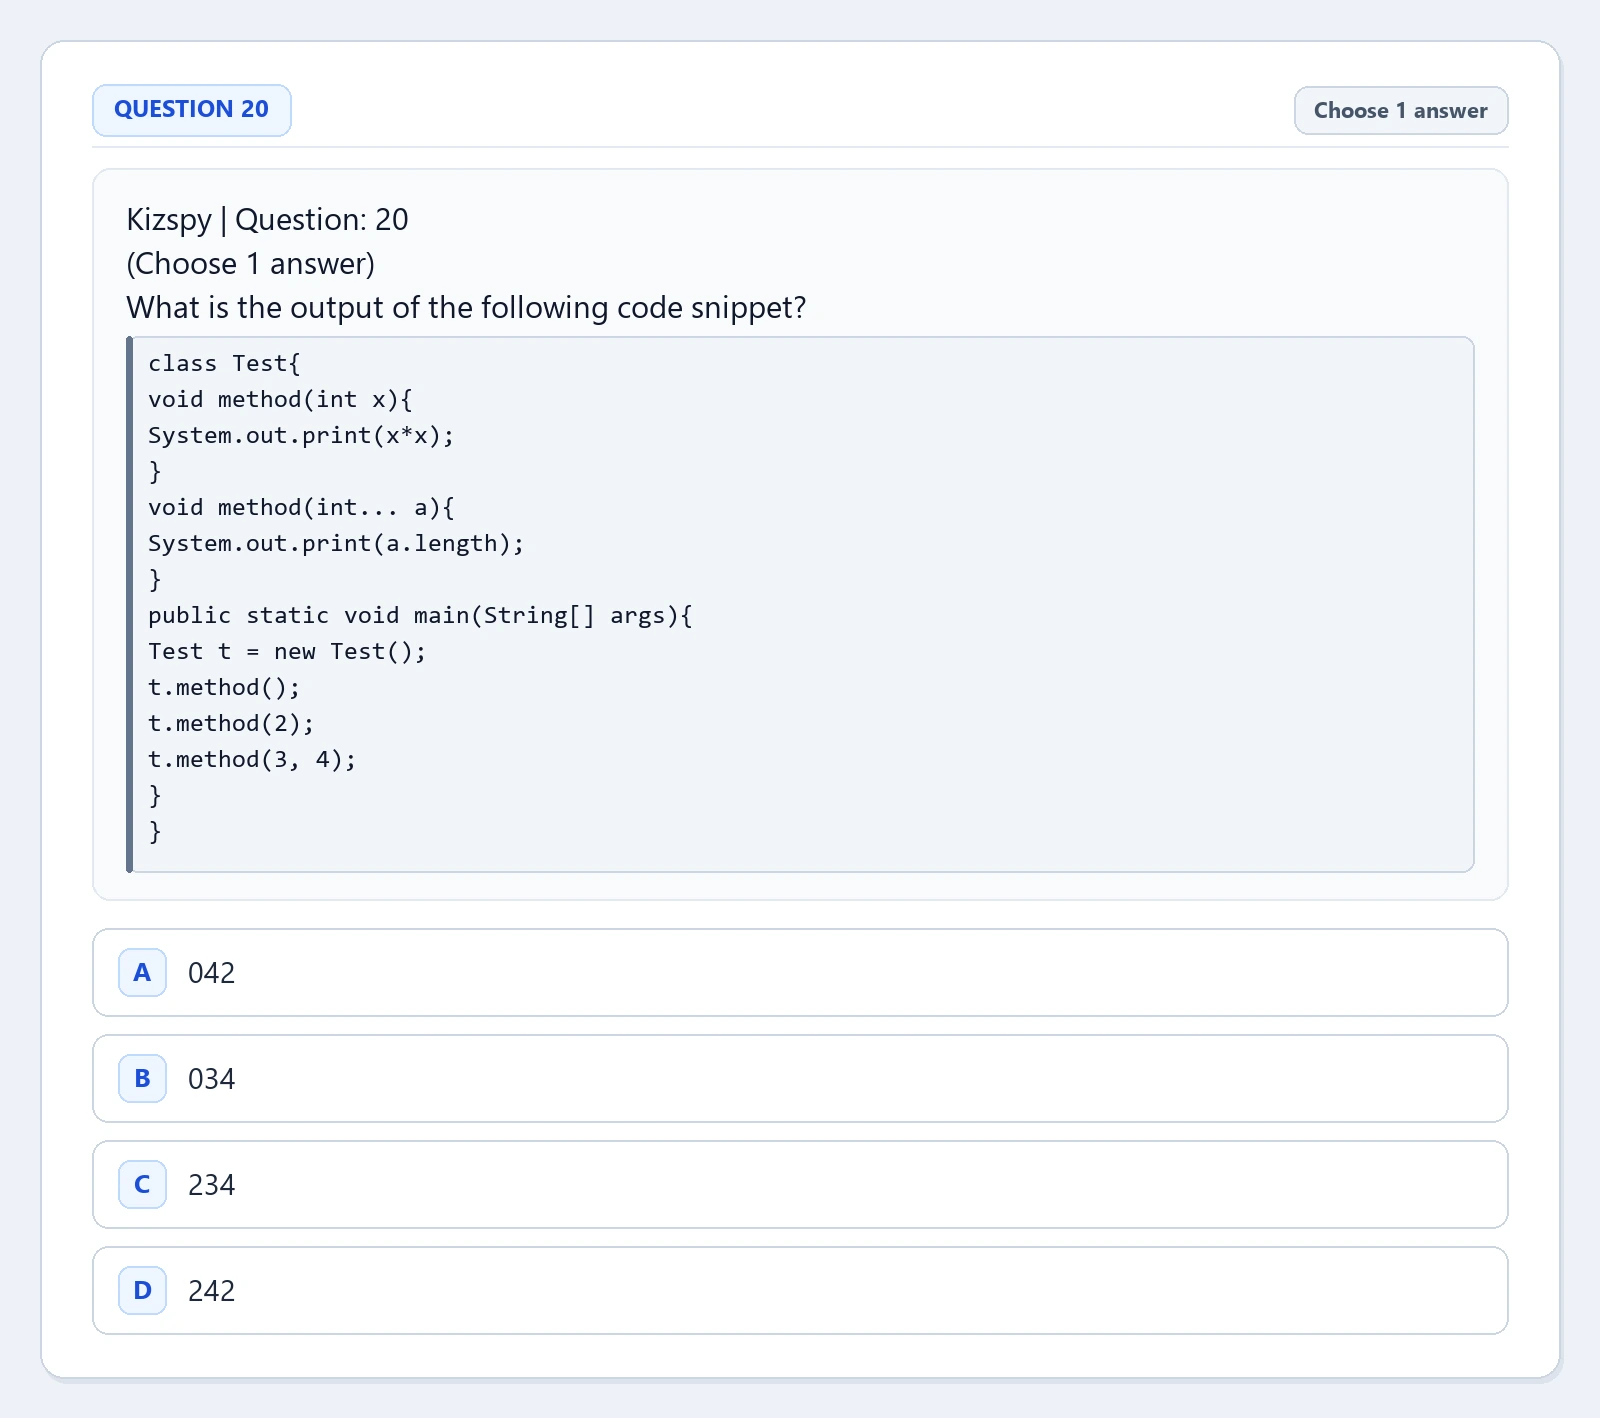 QUESTION 20
Choose 1 answer
Kizspy | Question: 20
(Choose 1 answer)
What is the output of the following code snippet?
class Test{
void method(int x){
System.out.print(x*x);
}
void method(int... a){
System.out.print(a.length);
}
public static void main(String[] args){
Test t = new Test();
t.method();
t.method(2);
t.method(3, 4);
}
}
A 042
B 034
C 234
D 242